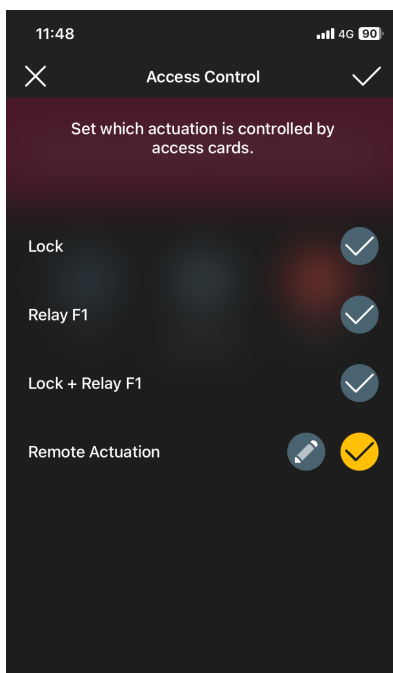 11:48
4G 90
Access Control
Set which actuation is controlled by
access cards.
Lock
Relay F1
Lock + Relay F1
Remote Actuation